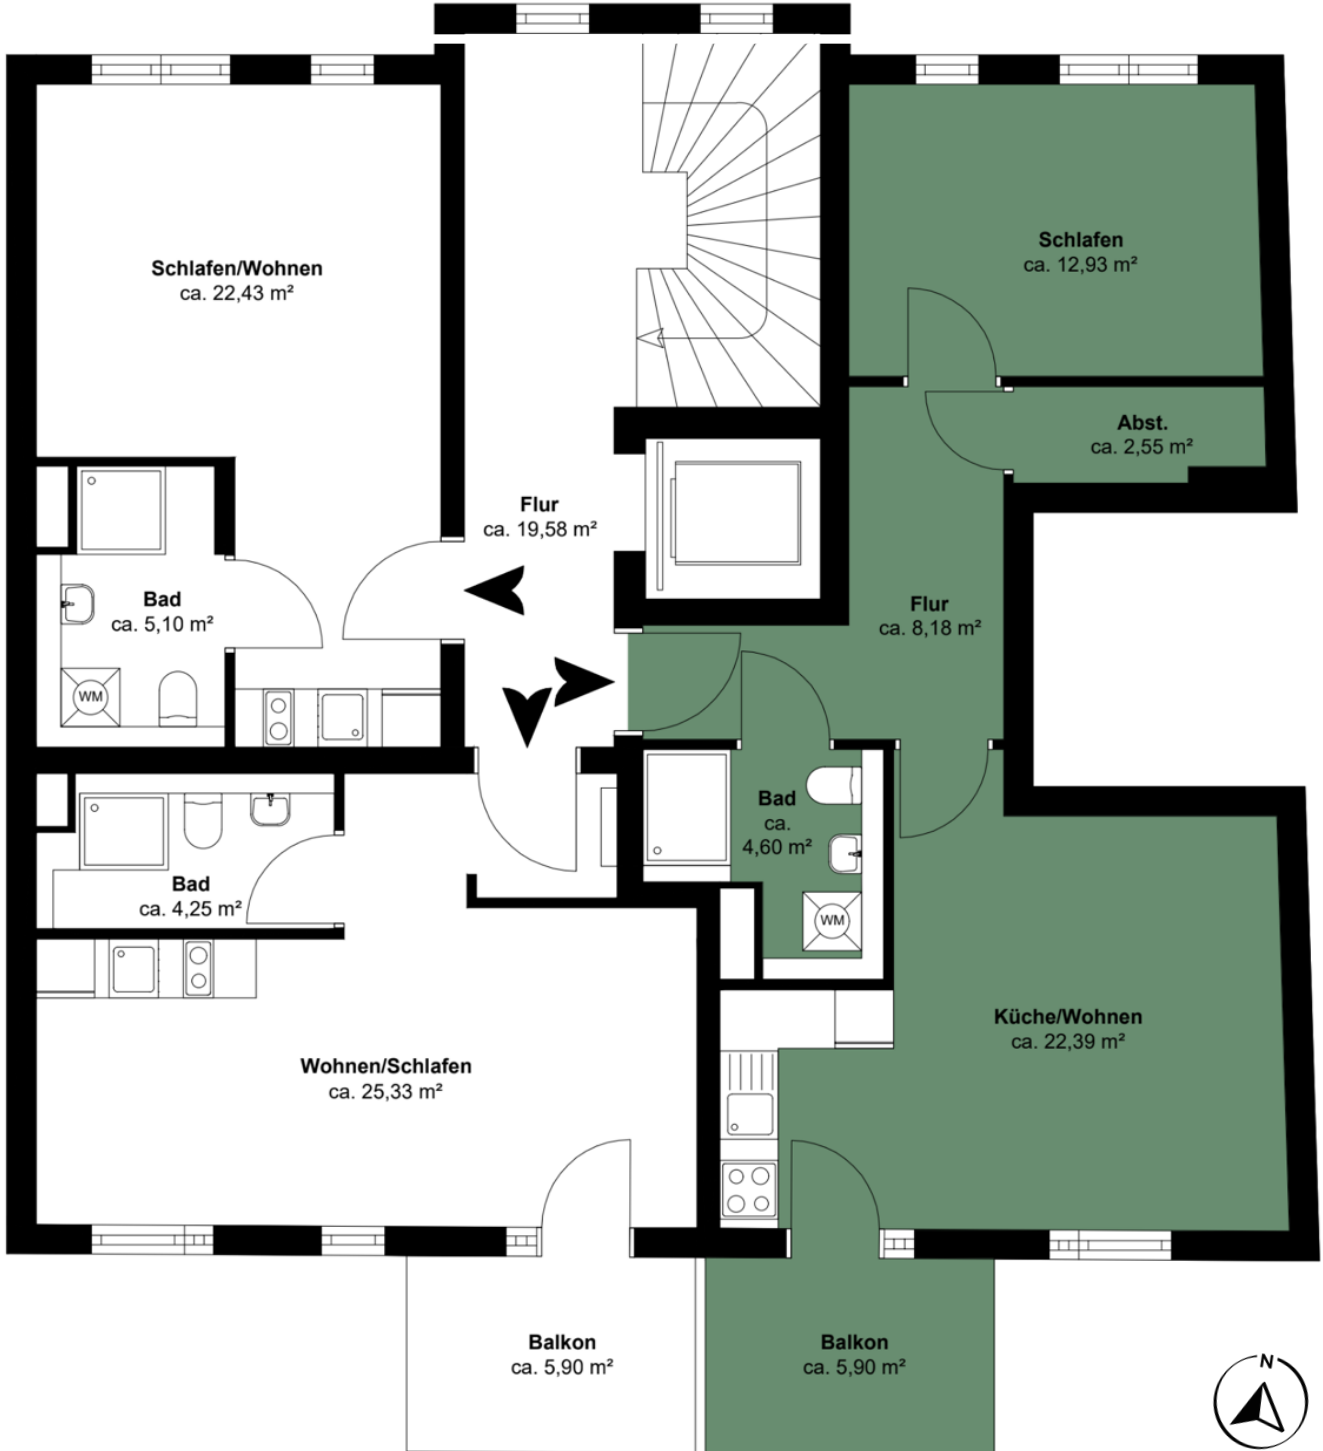 Schlafen/Wohnen
ca. 22,43 m²
Schlafen
ca. 12,93 m²
Abst.
ca. 2,55 m²
Flur
ca. 19,58 m²
Bad
ca. 5,10 m²
WM
Flur
ca. 8,18 m²
Bad
ca. 4,25 m²
Bad
ca.
4,60 m²
WM
Wohnen/Schlafen
ca. 25,33 m²
Küche/Wohnen
ca. 22,39 m²
Balkon
ca. 5,90 m²
Balkon
ca. 5,90 m²
N